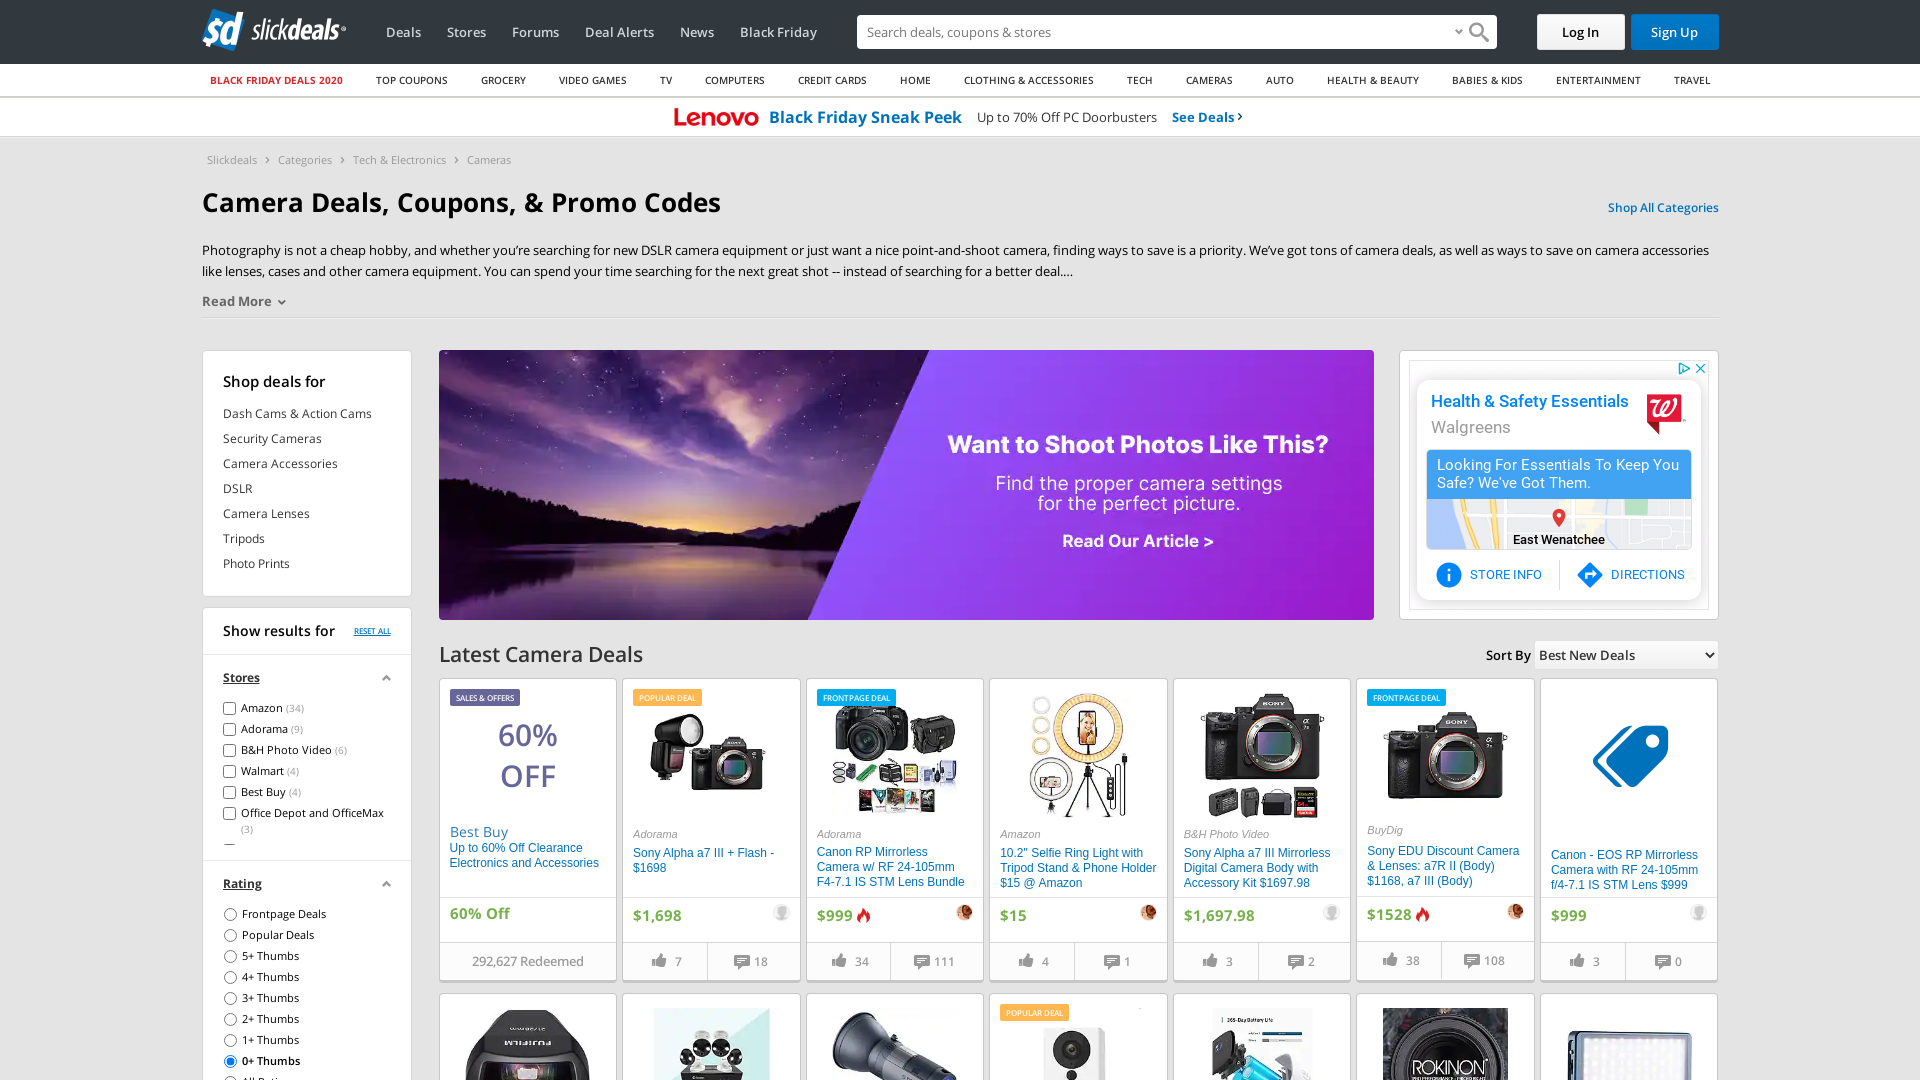 sd slickdeals
Deals
Stores
Forums
Deal Alerts
News
Black Friday
Search deals, coupons & stores
Log In
Sign Up
BLACK FRIDAY DEALS 2020
TOP COUPONS
GROCERY
VIDEO GAMES
TV
COMPUTERS
CREDIT CARDS
HOME
CLOTHING & ACCESSORIES
TECH
CAMERAS
AUTO
HEALTH & BEAUTY
BABIES & KIDS
ENTERTAINMENT
TRAVEL
Lenovo Black Friday Sneak Peek Up to 70% Off PC Doorbusters See Deals
Slickdeals > Categories > Tech & Electronics > Cameras
Camera Deals, Coupons, & Promo Codes
Shop All Categories
Photography is not a cheap hobby, and whether you’re searching for new DSLR camera equipment or just want a nice point-and-shoot camera, finding ways to save is a priority. We’ve got tons of camera deals, as well as ways to save on camera accessories
like lenses, cases and other camera equipment. You can spend your time searching for the next great shot -- instead of searching for a better deal.…
Read More
Shop deals for
Dash Cams & Action Cams
Security Cameras
Camera Accessories
DSLR
Camera Lenses
Tripods
Photo Prints
Show results for
RESET ALL
Stores
Amazon (34)
Adorama (9)
B&H Photo Video (6)
Walmart (4)
Best Buy (4)
Office Depot and OfficeMax
(3)
Rating
Frontpage Deals
Popular Deals
5+ Thumbs
4+ Thumbs
3+ Thumbs
2+ Thumbs
1+ Thumbs
0+ Thumbs
Want to Shoot Photos Like This?
Find the proper camera settings
for the perfect picture.
Read Our Article >
Health & Safety Essentials
Walgreens
Looking For Essentials To Keep You
Safe? We've Got Them.
East Wenatchee
STORE INFO
DIRECTIONS
Latest Camera Deals
Sort By Best New Deals
SALES & OFFERS
60%
OFF
Best Buy
Up to 60% Off Clearance
Electronics and Accessories
60% Off
292,627 Redeemed
POPULAR DEAL
Adorama
Sony Alpha a7 III + Flash -
$1698
$1,698
7
18
FRONTPAGE DEAL
Adorama
Canon RP Mirrorless
Camera w/ RF 24-105mm
F4-7.1 IS STM Lens Bundle
$999
34
111
Amazon
10.2" Selfie Ring Light with
Tripod Stand & Phone Holder
$15 @ Amazon
$15
4
1
SONY
B&H Photo Video
Sony Alpha a7 III Mirrorless
Digital Camera Body with
Accessory Kit $1697.98
$1,697.98
3
2
FRONTPAGE DEAL
SONY
BuyDig
Sony EDU Discount Camera
& Lenses: a7R II (Body)
$1168, a7 III (Body)
$1528
38
108
Canon - EOS RP Mirrorless
Camera with RF 24-105mm
f/4-7.1 IS STM Lens $999
$999
3
0
FUJIFILM
POPULAR DEAL
365-Day Battery Life
ROKINON